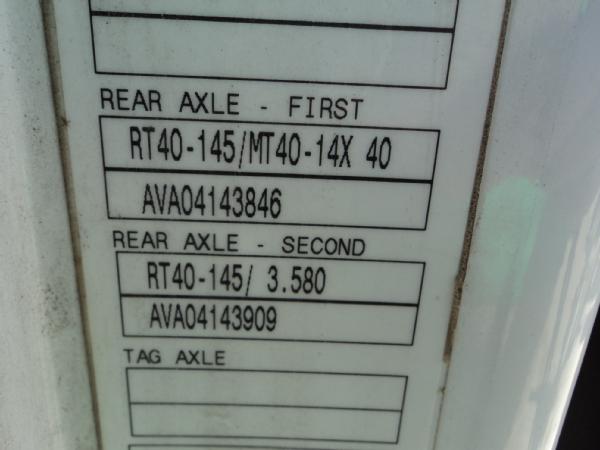 REAR AXLE - FIRST
RT40-145/MT40-14X 40
AVA04143846
REAR AXLE - SECOND
RT40-145/ 3.580
AVA04143909
TAG AXLE